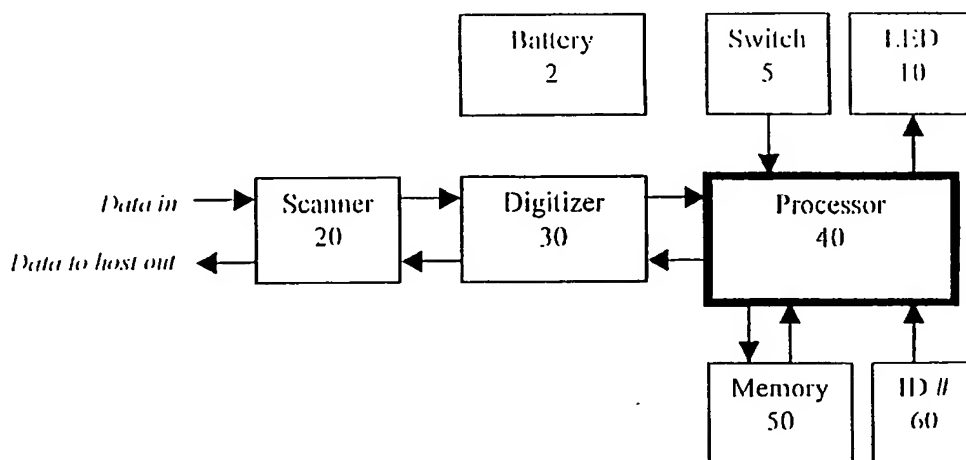 Battery
2
Switch
5
LED
10
Data in
Scanner
20
Digitizer
30
Processor
40
Data to host out
Memory
50
ID #
60